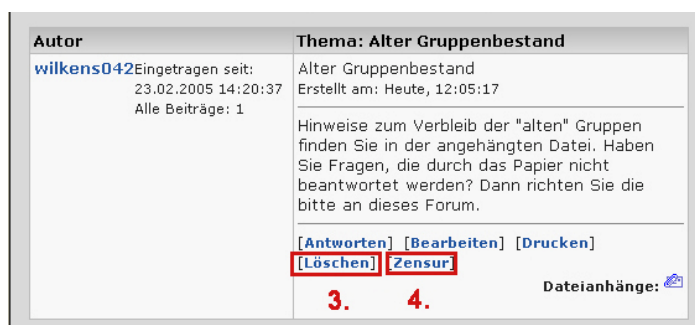 Autor
Thema: Alter Gruppenbestand
wilkens042 Eingetragen seit:
23.02.2005 14:20:37
Alle Beiträge: 1
Alter Gruppenbestand
Erstellt am: Heute, 12:05:17
Hinweise zum Verbleib der "alten" Gruppen
finden Sie in der angehängten Datei. Haben
Sie Fragen, die durch das Papier nicht
beantwortet werden? Dann richten Sie die
bitte an dieses Forum.
[Antworten] [Bearbeiten] [Drucken]
[Löschen] [Zensur]
Dateianhänge:
3. 4.